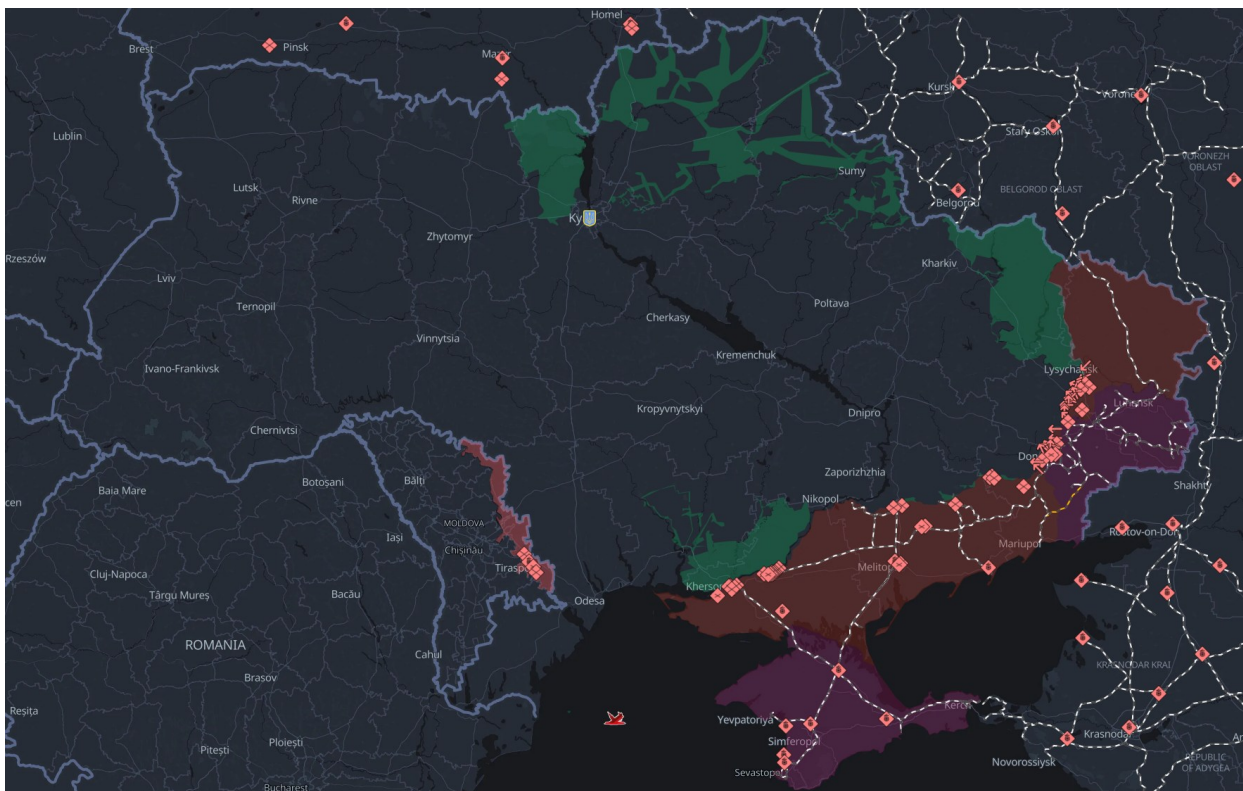 Homel
Brest
Pinsk
Kursk
Stary Oskol
Lublin
VORONEZH
OBLAST
Sumy
Lutsk
BELGOROD OBLAST
Rivne
Belgorod
Zhytomyr
Rzeszów
Kharkiv
Lviv
Ternopil
Poltava
Cherkasy
Vinnytsia
Kremenchuk
Ivano-Frankivsk
Lysychansk
Luhansk
Kropyvnytskyi
Dnipro
Chernivtsi
Zaporizhzhia
Bălți
Botoșani
Shakhty
Baia Mare
Nikopol
MOLDOVA
Rostov-on-Don
Iași
Chișinău
Mariupol
Tiraspol
Melitopol
Cluj-Napoca
Kherson
Târgu Mureș
Bacău
Odesa
ROMANIA
Cahul
KRASNODAR KRAI
Brasov
Kerch
Reșița
Yevpatoriya
Ploiești
Simferopol
Krasnodar
Pitești
Novorossiysk
REPUBLIC
OF ADYGEA
Sevastopol
Bucharest